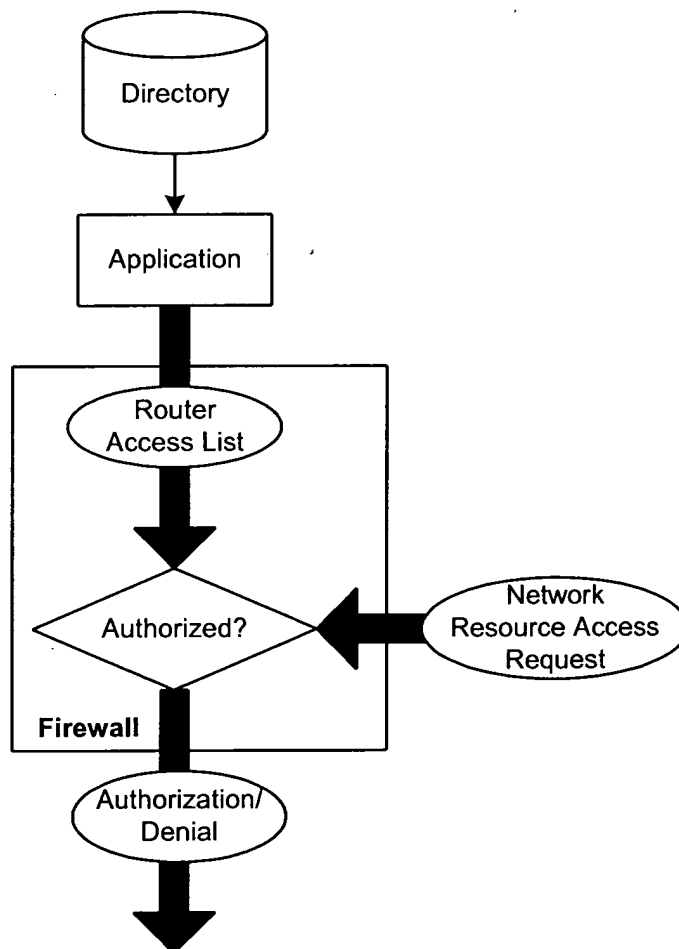 Directory
Application
Router
Access List
Authorized?
Network
Resource Access
Request
Firewall
Authorization/
Denial